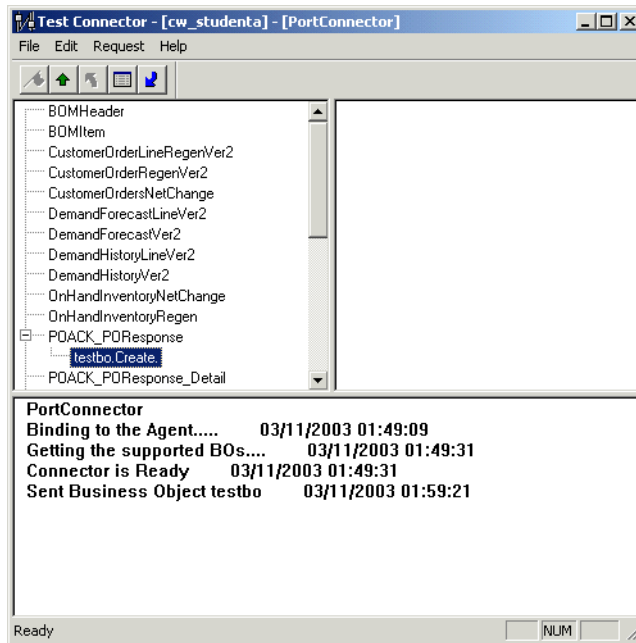 Test Connector - [cw_studenta] - [PortConnector]
File Edit Request Help
BOMHeader
BOMItem
CustomerOrderLineRegenVer2
CustomerOrderRegenVer2
CustomerOrdersNetChange
DemandForecastLineVer2
DemandForecastVer2
DemandHistoryLineVer2
DemandHistoryVer2
OnHandInventoryNetChange
OnHandInventoryRegen
POACK_POResponse
testbo.Create.
POACK_POResponse_Detail
PortConnector
Binding to the Agent..... 03/11/2003 01:49:09
Getting the supported BOs.... 03/11/2003 01:49:31
Connector is Ready 03/11/2003 01:49:31
Sent Business Object testbo 03/11/2003 01:59:21
Ready NUM